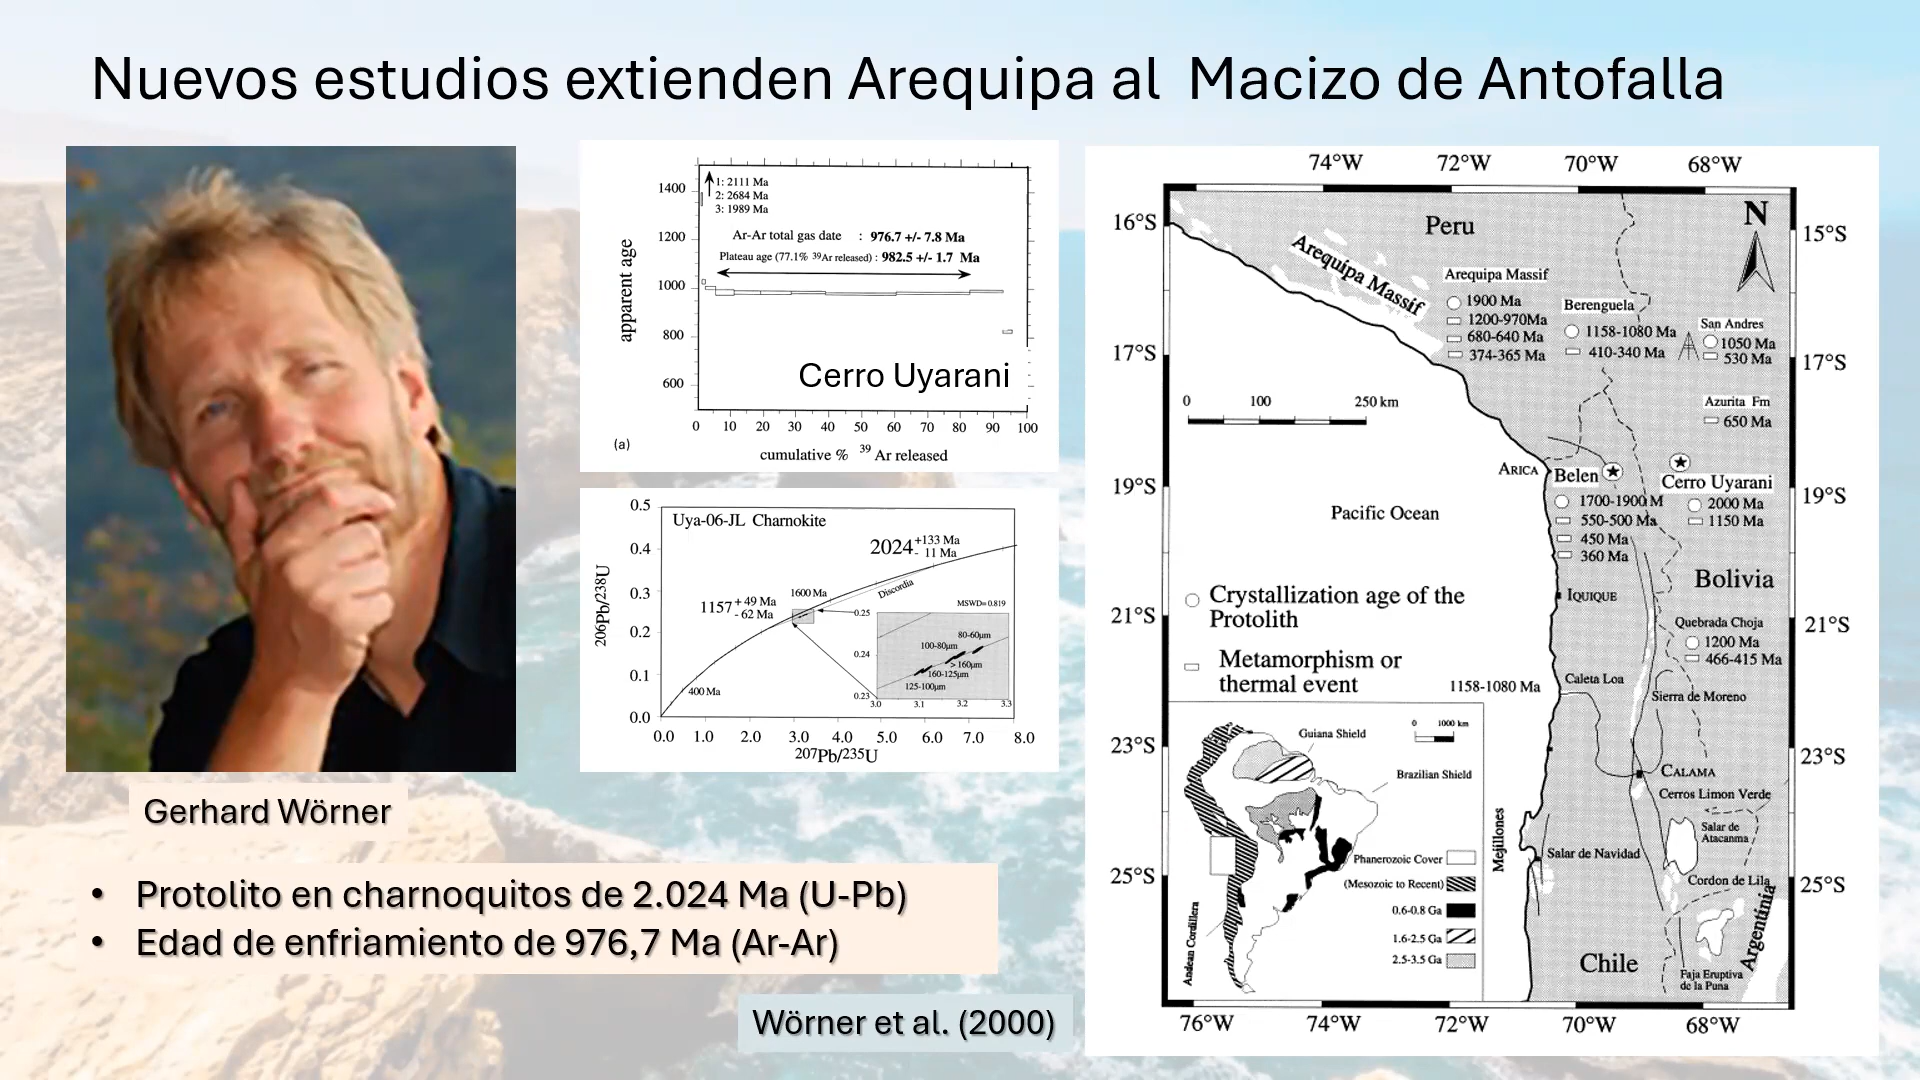 Nuevos estudios extienden Arequipa al Macizo de Antofalla
Gerhard Wörner
• Protolito en charnoquitos de 2.024 Ma (U-Pb)
• Edad de enfriamiento de 976,7 Ma (Ar-Ar)
Wörner et al. (2000)
apparent age
1400
1200
1000
800
600
1: 2111 Ma
2: 2684 Ma
3: 1989 Ma
Ar-Ar total gas date : 976.7 +/- 7.8 Ma
Plateau age (77.1% 39Ar released) : 982.5 +/- 1.7 Ma
Cerro Uyarani
0 10 20 30 40 50 60 70 80 90 100
(a)
cumulative % 39 Ar released
206Pb/238U
0.5
0.4
0.3
0.2
0.1
0.0
Uya-06-JL Charnokite
2024 +133 Ma
- 11 Ma
1157 + 49 Ma
- 62 Ma
1600 Ma
Discordia
400 Ma
MSWD= 0.819
0.25
0.24
0.23
80-60µm
100-80µm
> 160µm
160-125µm
125-100µm
3.0 3.1 3.2 3.3
0.0 1.0 2.0 3.0 4.0 5.0 6.0 7.0 8.0
207Pb/235U
74°W 72°W 70°W 68°W
16°S
17°S
19°S
21°S
23°S
25°S
15°S
17°S
19°S
21°S
23°S
25°S
76°W 74°W 72°W 70°W 68°W
N
Peru
Arequipa Massif
Arequipa Massif
1900 Ma
1200-970Ma
680-640 Ma
374-365 Ma
Berenguela
1158-1080 Ma
410-340 Ma
San Andres
1050 Ma
530 Ma
Azurita Fm
650 Ma
0 100 250 km
ARICA
Belen
1700-1900 M
550-500 Ma
450 Ma
360 Ma
Cerro Uyarani
2000 Ma
1150 Ma
Pacific Ocean
Bolivia
IQUIQUE
Crystallization age of the
Protolith
Metamorphism or
thermal event
1158-1080 Ma
Quebrada Choja
1200 Ma
466-415 Ma
Caleta Loa
Sierra de Moreno
CALAMA
Cerros Limon Verde
Salar de
Atacanma
Mejillones
Salar de Navidad
Cordon de Lila
Argentinia
Chile
Faja Eruptiva
de la Puna
0 1000 km
Guiana Shield
Brazilian Shield
Andean Cordillera
Phanerozoic Cover
(Mesozoic to Recent)
0.6-0.8 Ga
1.6-2.5 Ga
2.5-3.5 Ga